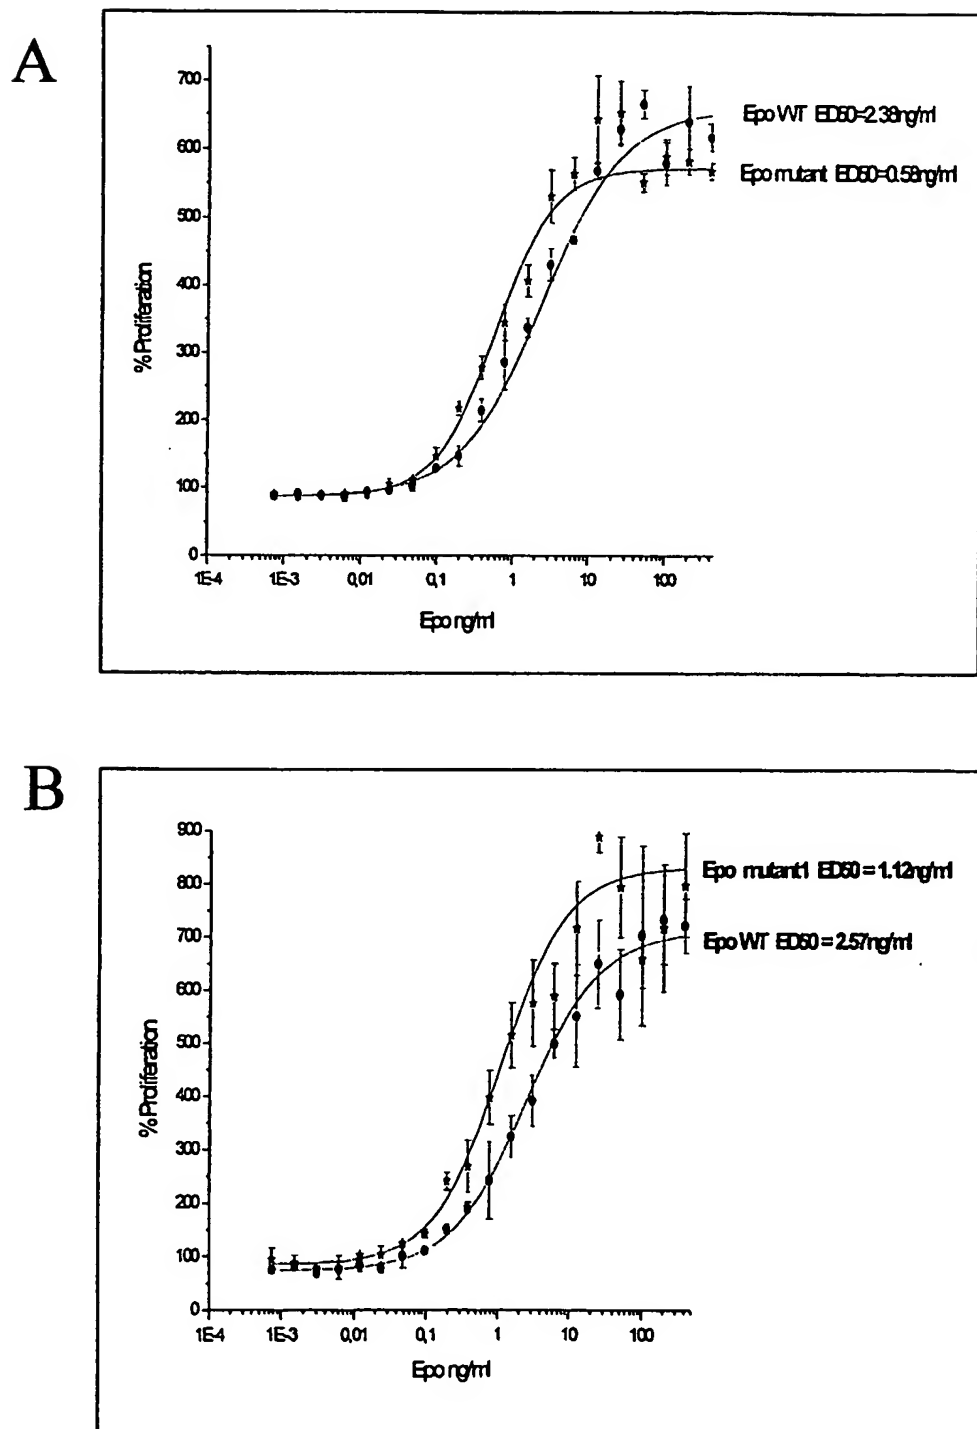 A
700
Epo WT ED50=2.38ng/ml
600
Epo mutant ED50=0.58ng/ml
500
400
% Proliferation
300
200
100
0
1E-4 1E-3 0,01 0,1 1 10 100
Epo ng/ml
B
900
Epo mutant1 ED50 = 1.12ng/ml
800
700
Epo WT ED50 = 2.57ng/ml
600
500
% Proliferation
400
300
200
100
0
1E-4 1E-3 0,01 0,1 1 10 100
Epo ng/ml